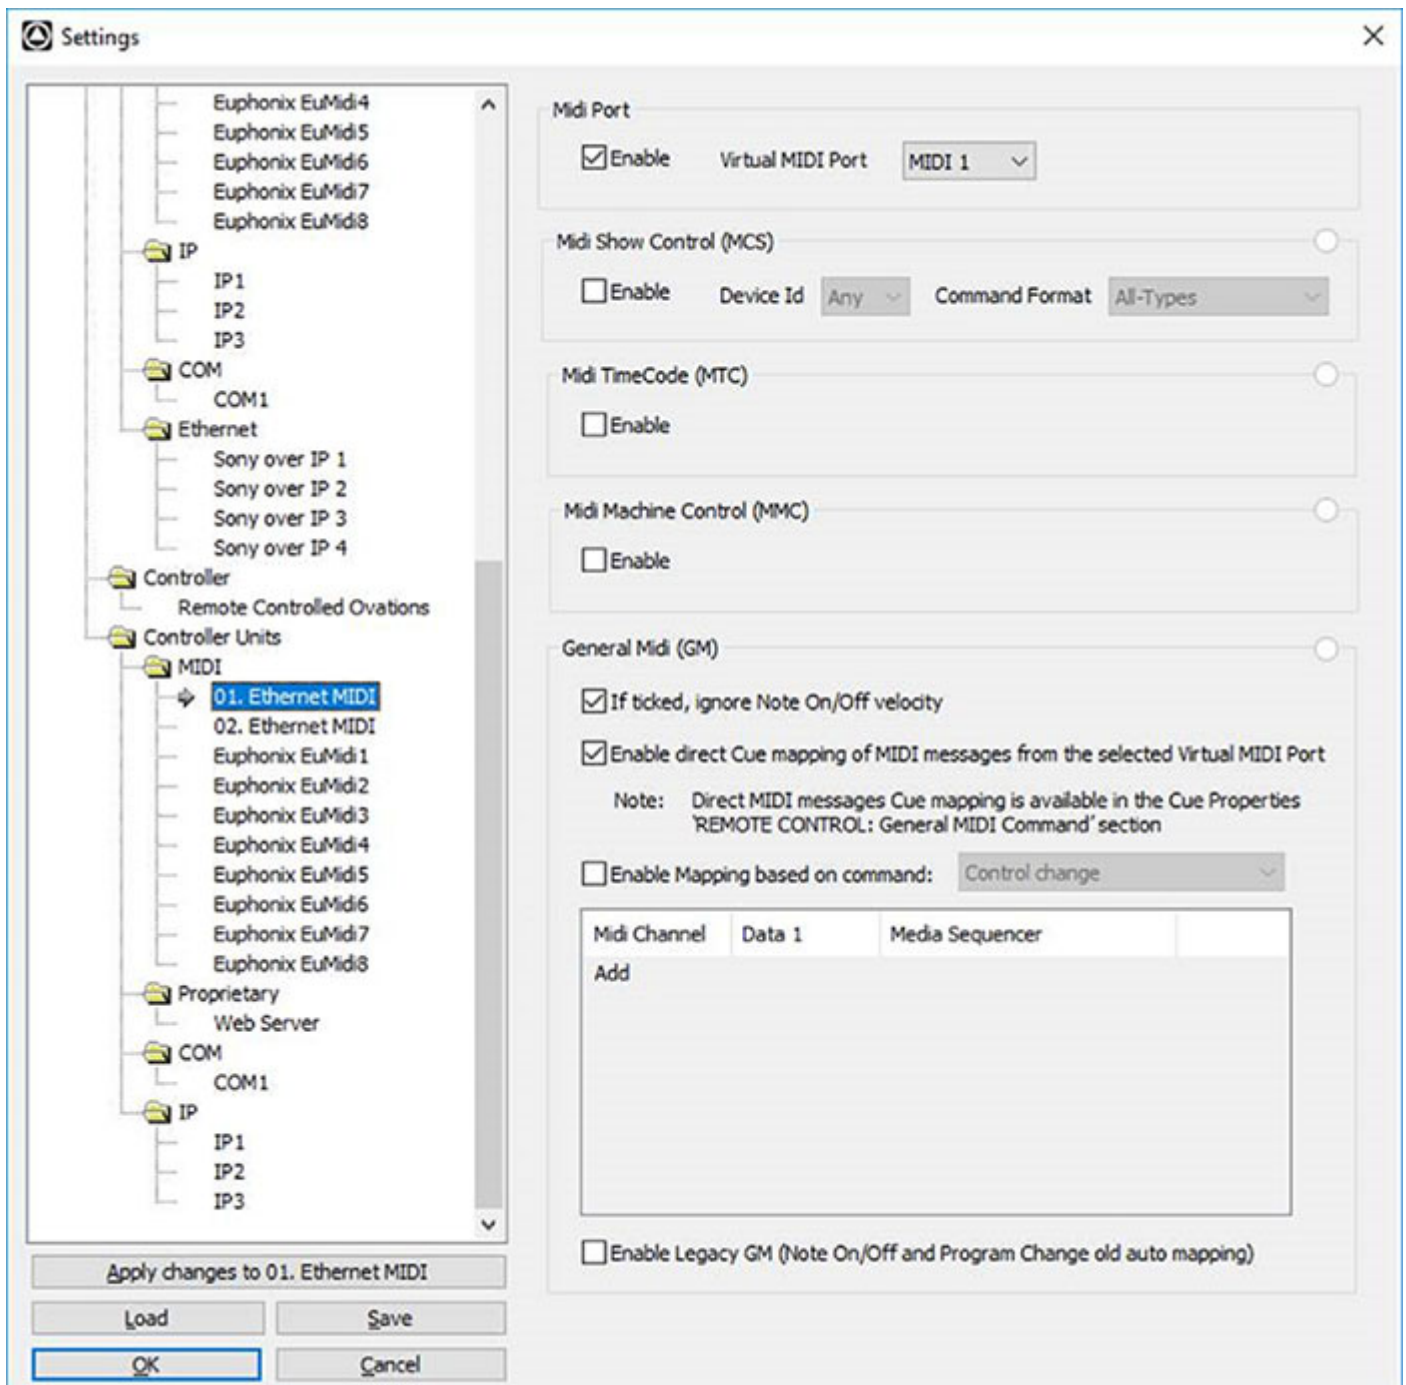 Settings
Euphonix EuMidi4
Euphonix EuMidi5
Euphonix EuMidi6
Euphonix EuMidi7
Euphonix EuMidi8
IP
IP1
IP2
IP3
COM
COM1
Ethernet
Sony over IP 1
Sony over IP 2
Sony over IP 3
Sony over IP 4
Controller
Remote Controlled Ovations
Controller Units
MIDI
01. Ethernet MIDI
02. Ethernet MIDI
Euphonix EuMidi1
Euphonix EuMidi2
Euphonix EuMidi3
Euphonix EuMidi4
Euphonix EuMidi5
Euphonix EuMidi6
Euphonix EuMidi7
Euphonix EuMidi8
Proprietary
Web Server
COM
COM1
IP
IP1
IP2
IP3
Apply changes to 01. Ethernet MIDI
Load Save
OK Cancel
Midi Port
Enable Virtual MIDI Port MIDI 1
Midi Show Control (MCS)
Enable Device Id Any Command Format All-Types
Midi TimeCode (MTC)
Enable
Midi Machine Control (MMC)
Enable
General Midi (GM)
If ticked, ignore Note On/Off velocity
Enable direct Cue mapping of MIDI messages from the selected Virtual MIDI Port
Note: Direct MIDI messages Cue mapping is available in the Cue Properties
'REMOTE CONTROL: General MIDI Command' section
Enable Mapping based on command: Control change
Midi Channel Data 1 Media Sequencer
Add
Enable Legacy GM (Note On/Off and Program Change old auto mapping)